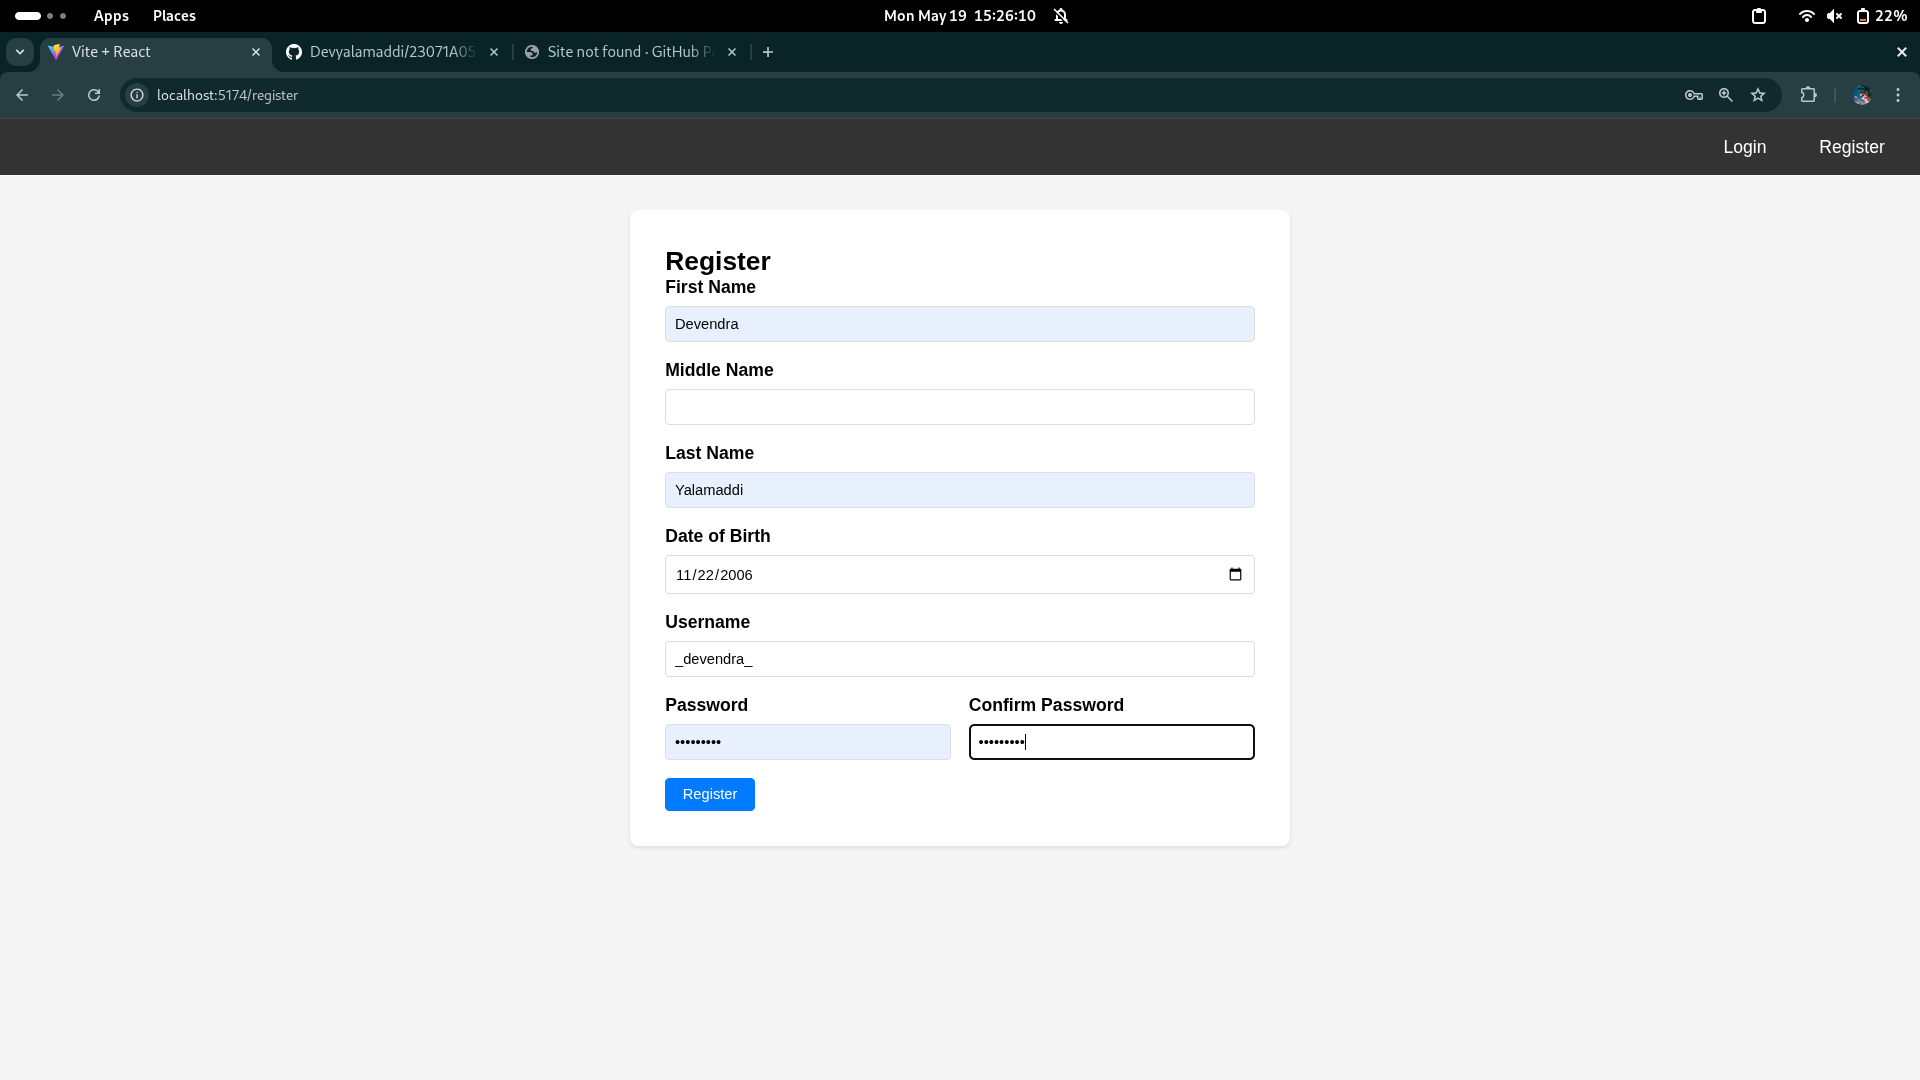 Apps Places Mon May 19 15:26:10 22%
Vite + React Devyalamaddi/23071A05 Site not found · GitHub P
localhost:5174/register
Login Register
Register
First Name
Devendra
Middle Name
Last Name
Yalamaddi
Date of Birth
11/22/2006
Username
_devendra_
Password Confirm Password
••••••••• •••••••••
Register